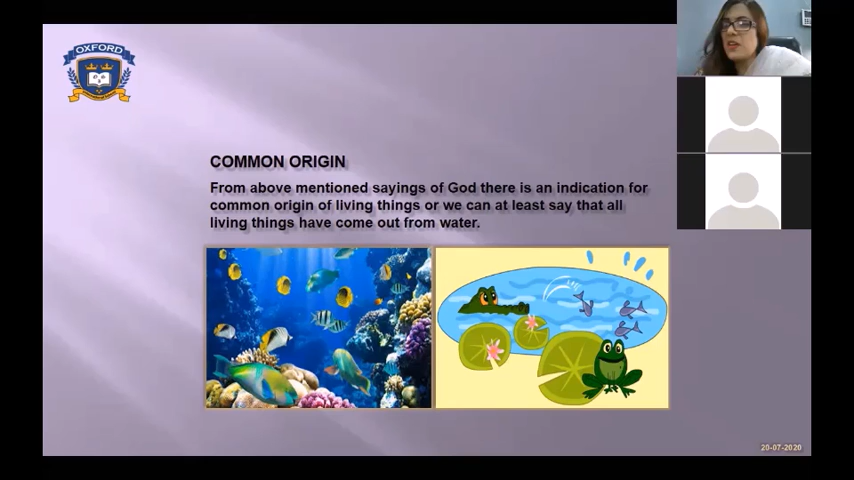 OXFORD
COMMON ORIGIN
From above mentioned sayings of God there is an indication for
common origin of living things or we can at least say that all
living things have come out from water.
20-07-2020